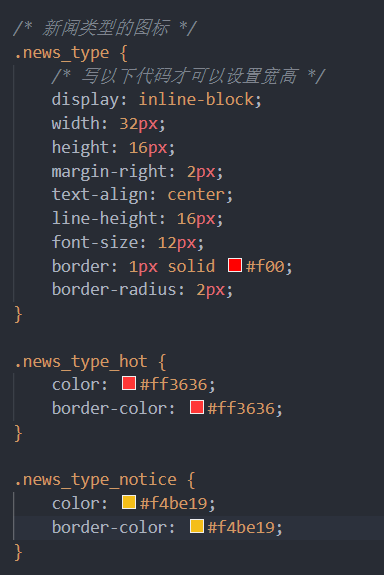 /* 新闻类型的图标 */
.news_type {
    /* 写以下代码才可以设置宽高 */
    display: inline-block;
    width: 32px;
    height: 16px;
    margin-right: 2px;
    text-align: center;
    line-height: 16px;
    font-size: 12px;
    border: 1px solid #f00;
    border-radius: 2px;
}

.news_type_hot {
    color: #ff3636;
    border-color: #ff3636;
}

.news_type_notice {
    color: #f4be19;
    border-color: #f4be19;
}